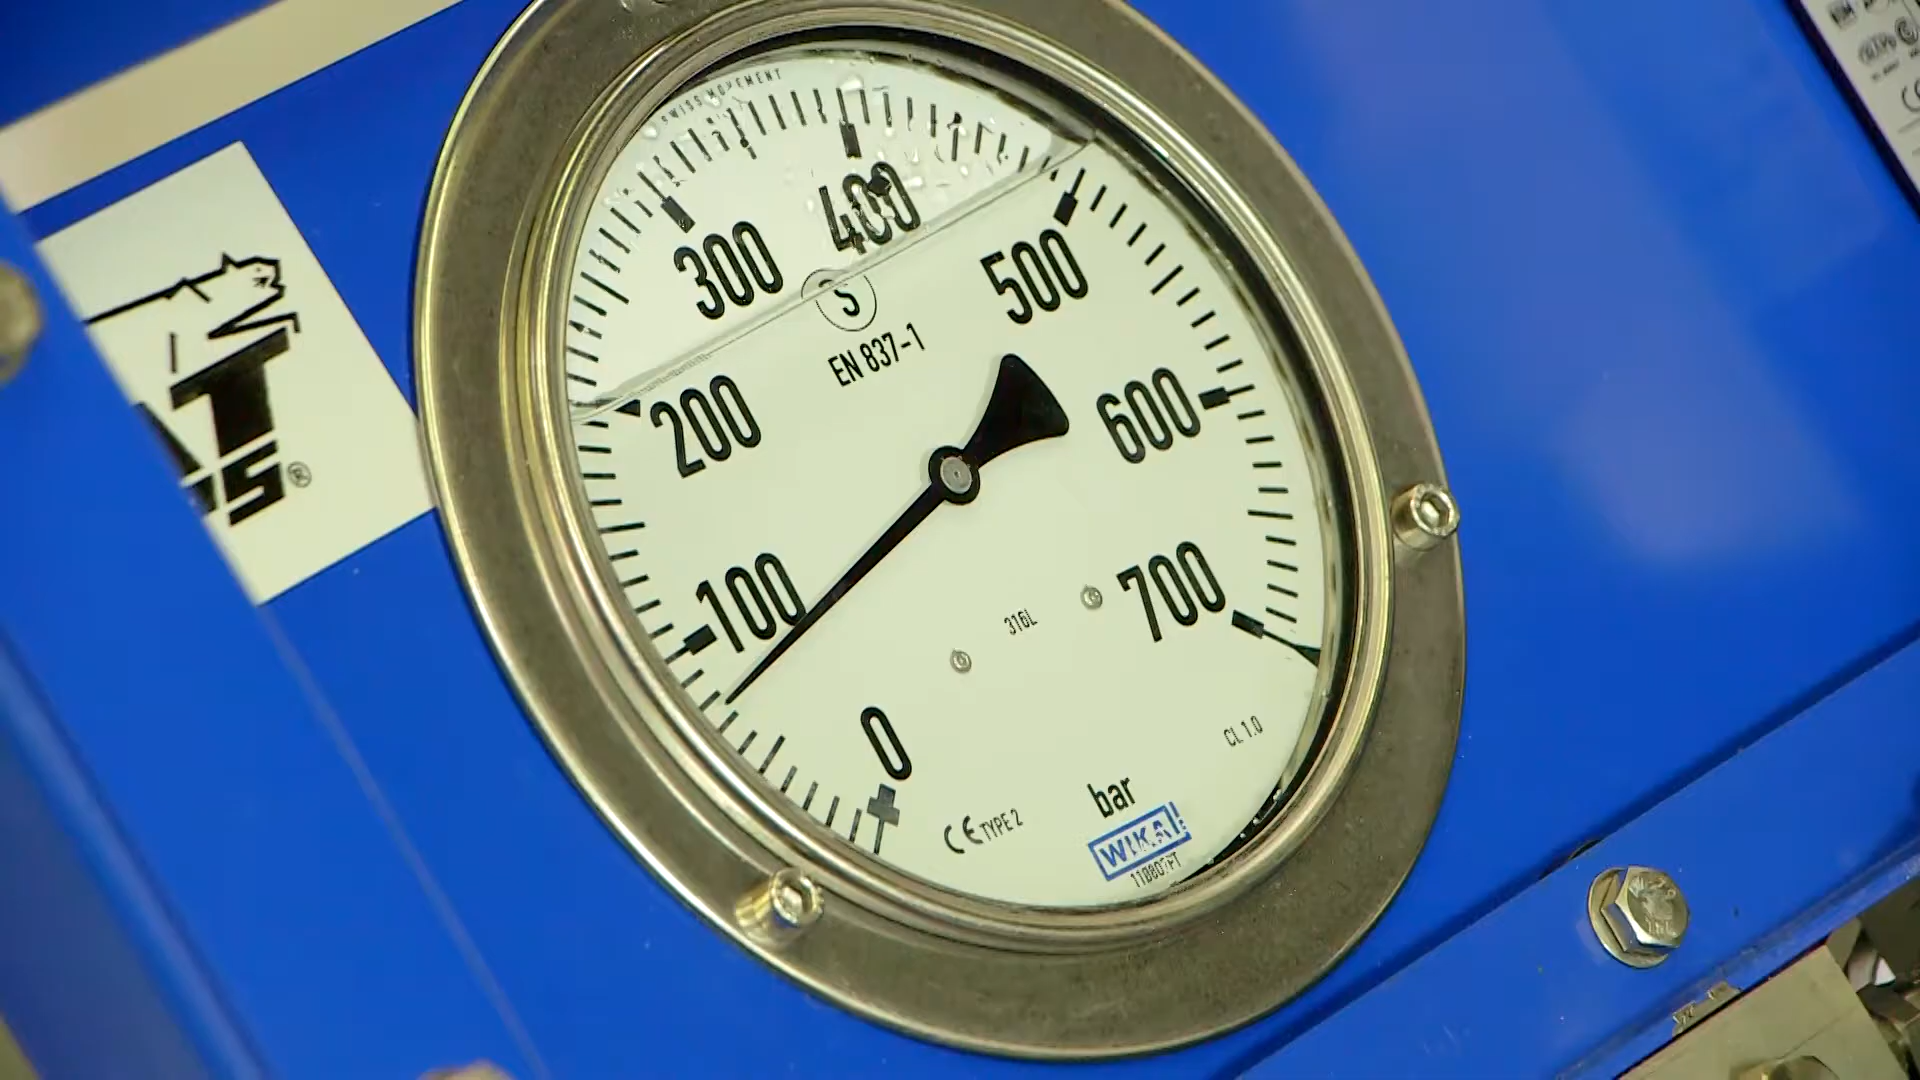 SWISS MOVEMENT
400
300
500
S
EN 837-1
200
600
100
700
316L
0
CL 1.0
bar
CE TYPE 2
WIKA
AT
®